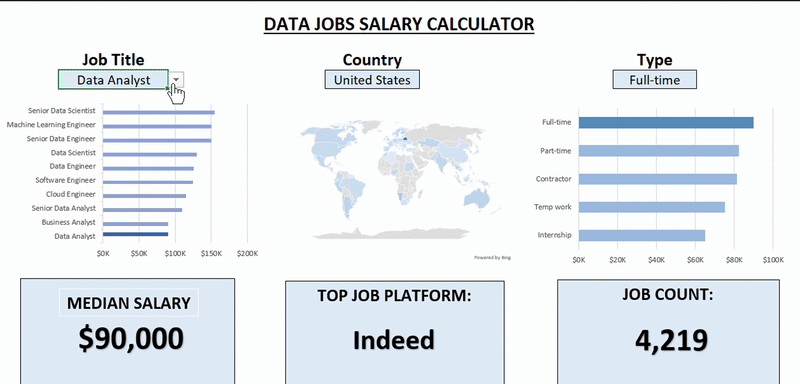 DATA JOBS SALARY CALCULATOR
Job Title
Data Analyst
Country
United States
Type
Full-time
Senior Data Scientist
Machine Learning Engineer
Senior Data Engineer
Data Scientist
Data Engineer
Software Engineer
Cloud Engineer
Senior Data Analyst
Business Analyst
Data Analyst
$0K $50K $100K $150K $200K
Powered by Bing
Full-time
Part-time
Contractor
Temp work
Internship
$0K $20K $40K $60K $80K $100K
MEDIAN SALARY
$90,000
TOP JOB PLATFORM:
Indeed
JOB COUNT:
4,219